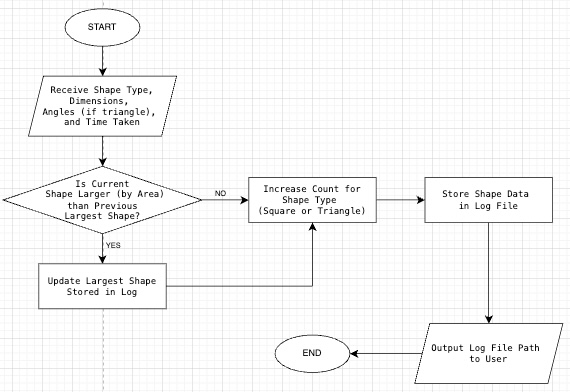 START
Receive Shape Type,
Dimensions,
Angles (if triangle),
and Time Taken
Is Current
Shape Larger (by Area)
than Previous
Largest Shape?
NO
YES
Increase Count for
Shape Type
(Square or Triangle)
Store Shape Data
in Log File
Update Largest Shape
Stored in Log
Output Log File Path
to User
END